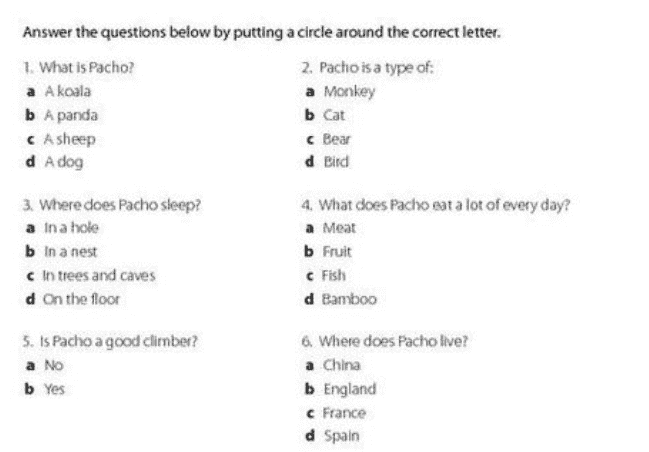 Answer the questions below by putting a circle around the correct letter.
1. What is Pacho?
a A koala
b A panda
c A sheep
d A dog
2. Pacho is a type of:
a Monkey
b Cat
c Bear
d Bird
3. Where does Pacho sleep?
a In a hole
b In a nest
c In trees and caves
d On the floor
4. What does Pacho eat a lot of every day?
a Meat
b Fruit
c Fish
d Bamboo
5. Is Pacho a good climber?
a No
b Yes
6. Where does Pacho live?
a China
b England
c France
d Spain